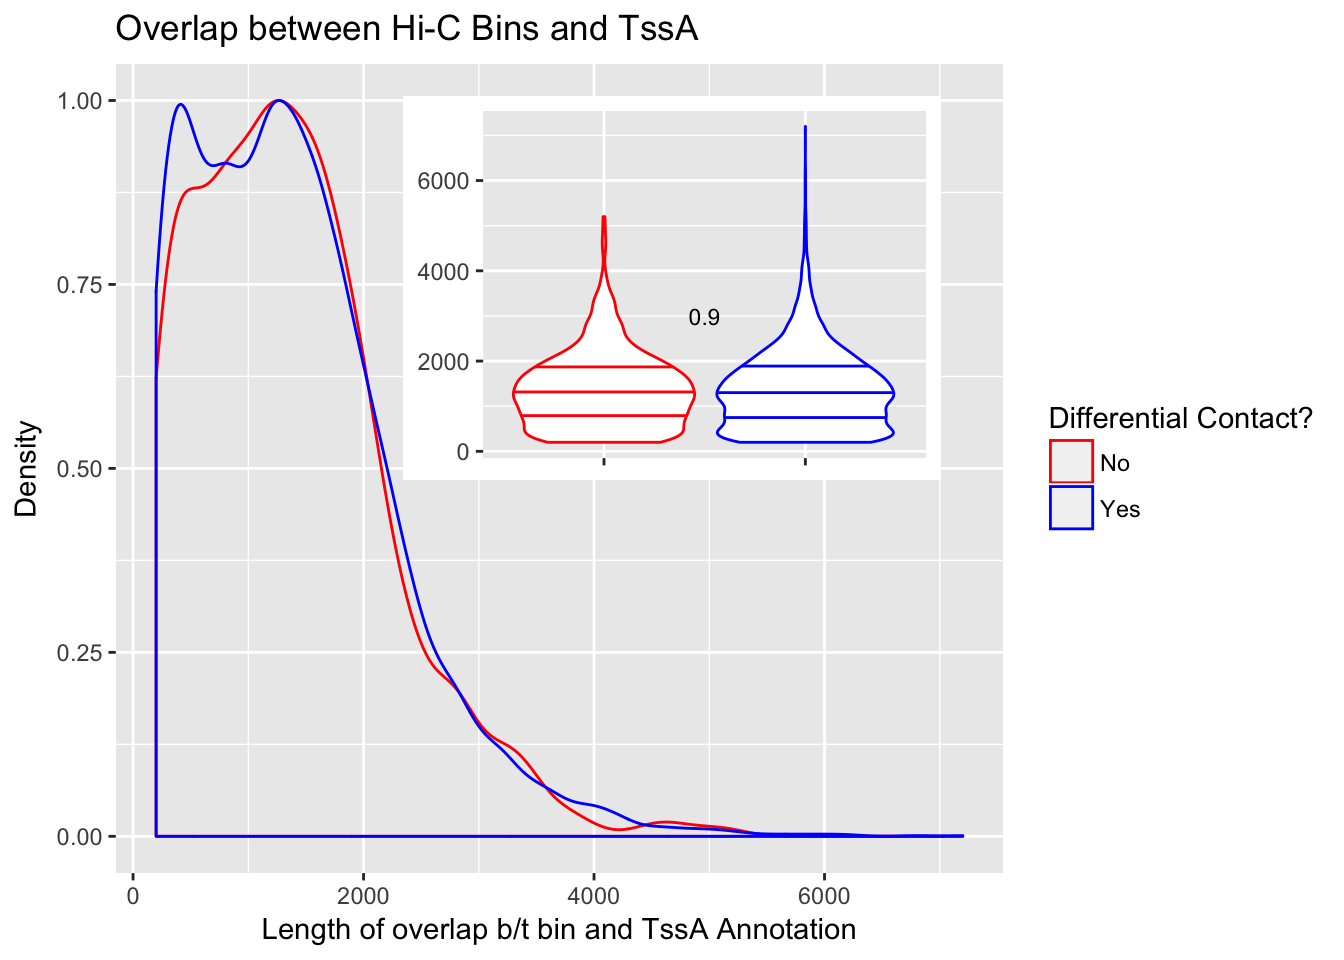 Overlap between Hi-C Bins and TssA
1.00
0.75
0.50
0.25
0.00
Density
0
2000
4000
6000
Length of overlap b/t bin and TssA Annotation
6000
4000
2000
0
0.9
Differential Contact?
No
Yes